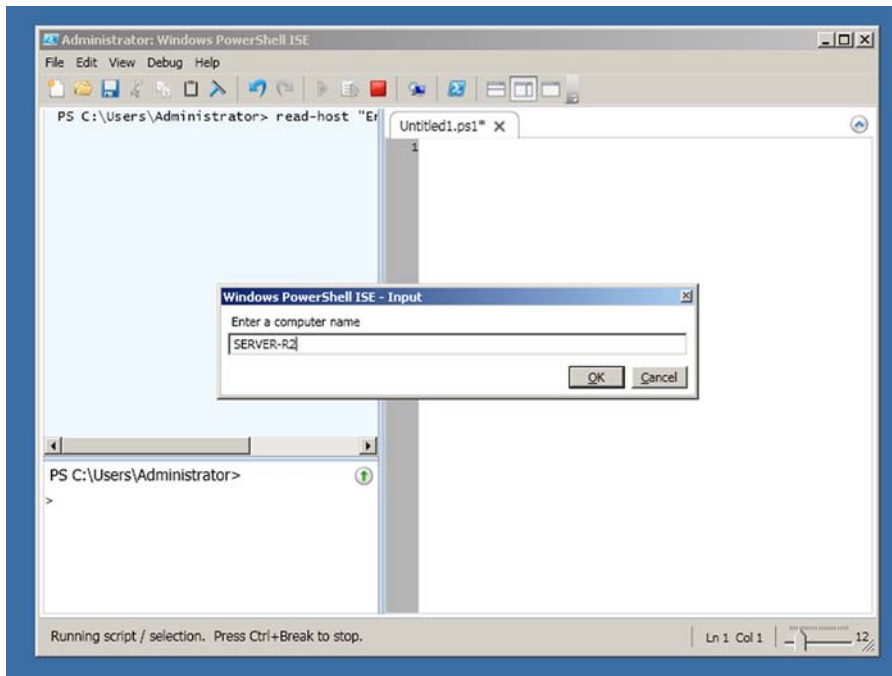 Administrator: Windows PowerShell ISE
File Edit View Debug Help
PS C:\Users\Administrator> read-host "Er
Untitled1.ps1* X
1
Windows PowerShell ISE - Input
Enter a computer name
SERVER-R2
OK Cancel
PS C:\Users\Administrator>
>
Running script / selection. Press Ctrl+Break to stop.
Ln 1 Col 1
12